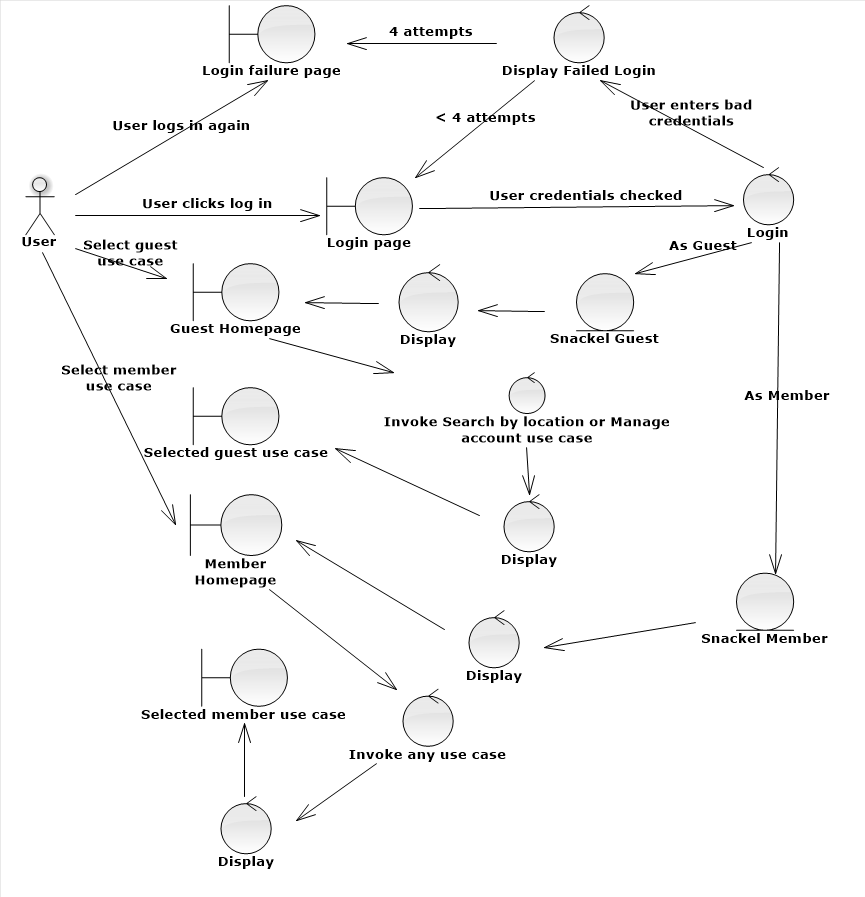 4 attempts
Login failure page
Display Failed Login
User logs in again
< 4 attempts
User enters bad
credentials
User clicks log in
User credentials checked
User
Login page
Login
Select guest
use case
As Guest
Guest Homepage
Display
Snackel Guest
Select member
use case
As Member
Invoke Search by location or Manage
account use case
Selected guest use case
Display
Member
Homepage
Snackel Member
Display
Selected member use case
Invoke any use case
Display